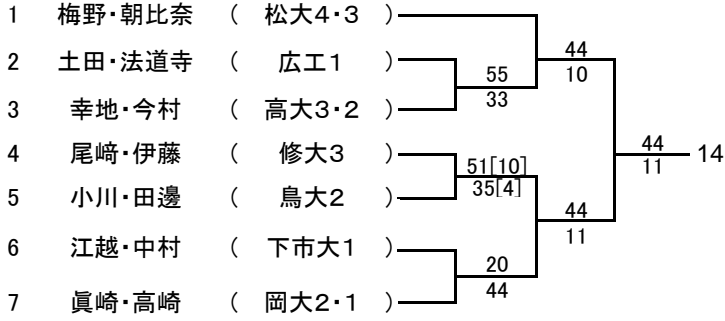 1 梅野・朝比奈 ( 松大4・3 )
2 土田・法道寺 ( 広工1 )
3 幸地・今村 ( 高大3・2 )
4 尾﨑・伊藤 ( 修大3 )
5 小川・田邊 ( 鳥大2 )
6 江越・中村 ( 下市大1 )
7 眞崎・高崎 ( 岡大2・1 )
55
33
51[10]
35[4]
20
44
44
10
44
11
44
11
14